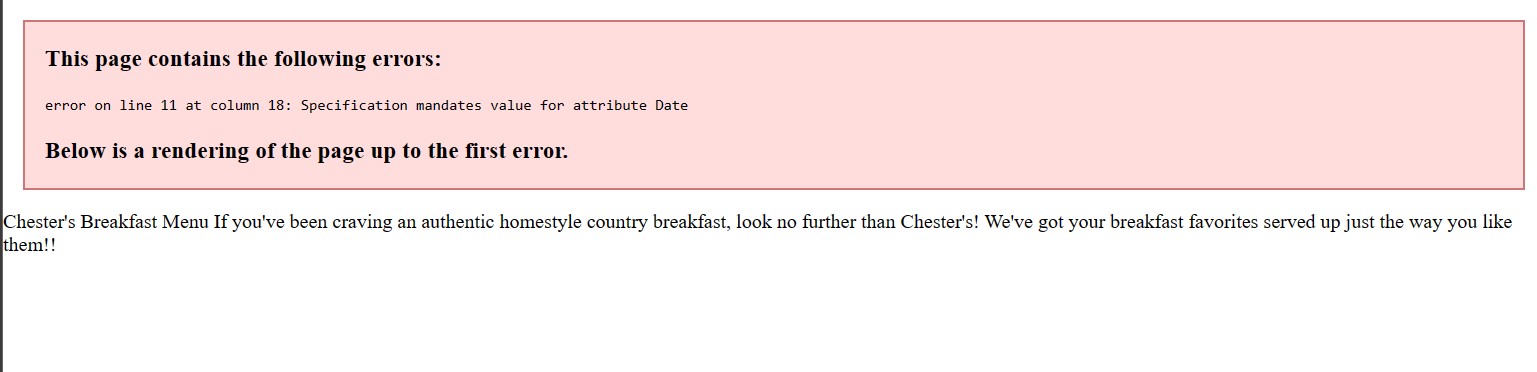 This page contains the following errors:
error on line 11 at column 18: Specification mandates value for attribute Date
Below is a rendering of the page up to the first error.
Chester's Breakfast Menu If you've been craving an authentic homestyle country breakfast, look no further than Chester's! We've got your breakfast favorites served up just the way you like
them!!